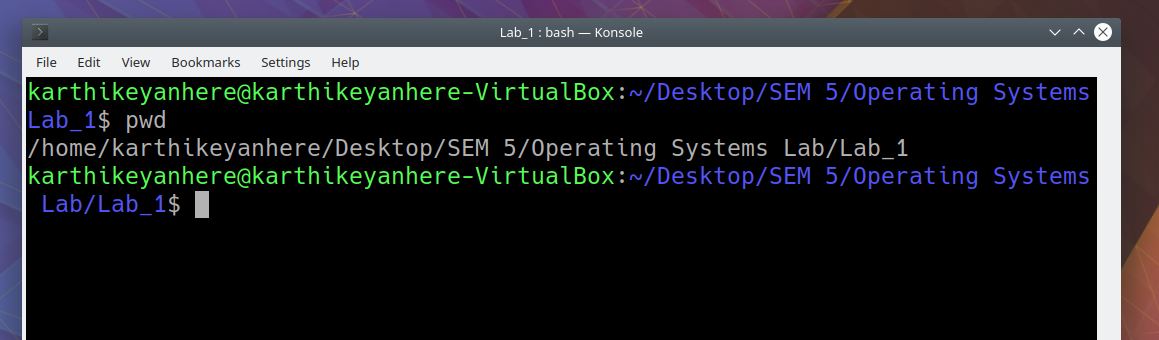 Lab_1 : bash — Konsole
File Edit View Bookmarks Settings Help
karthikeyanhere@karthikeyanhere-VirtualBox:~/Desktop/SEM 5/Operating Systems
Lab_1$ pwd
/home/karthikeyanhere/Desktop/SEM 5/Operating Systems Lab/Lab_1
karthikeyanhere@karthikeyanhere-VirtualBox:~/Desktop/SEM 5/Operating Systems
Lab/Lab_1$